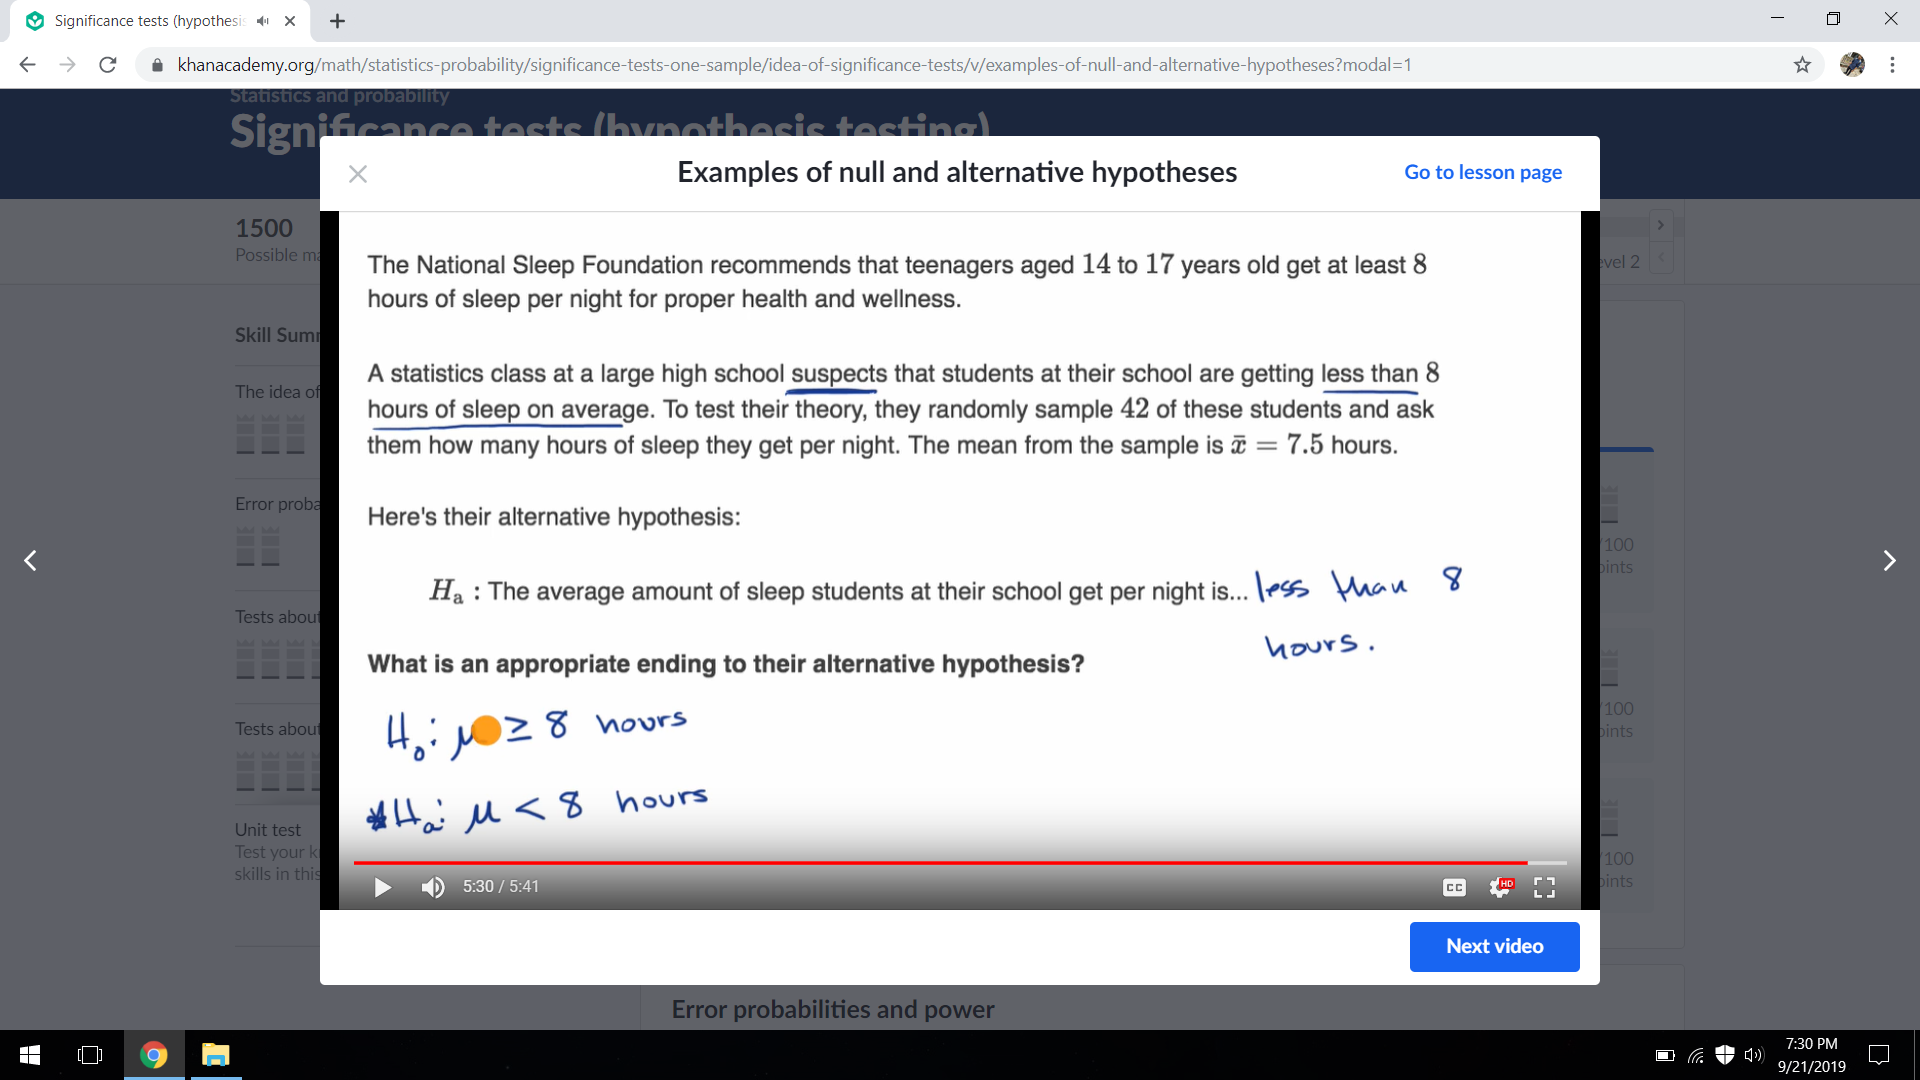 Significance tests (hypothesis
khanacademy.org/math/statistics-probability/significance-tests-one-sample/idea-of-significance-tests/v/examples-of-null-and-alternative-hypotheses?modal=1
Statistics and probability
Significance tests (hypothesis testing)
Examples of null and alternative hypotheses
Go to lesson page
1500
Possible ma
evel 2
Skill Summ
The idea of
Error proba
Tests about
Tests about
Unit test
Test your k
skills in this
The National Sleep Foundation recommends that teenagers aged 14 to 17 years old get at least 8
hours of sleep per night for proper health and wellness.
A statistics class at a large high school suspects that students at their school are getting less than 8
hours of sleep on average. To test their theory, they randomly sample 42 of these students and ask
them how many hours of sleep they get per night. The mean from the sample is x̄ = 7.5 hours.
Here's their alternative hypothesis:
Hₐ : The average amount of sleep students at their school get per night is... less than 8
hours.
What is an appropriate ending to their alternative hypothesis?
H₀: μ ≥ 8 hours
*Hₐ: μ < 8 hours
5:30 / 5:41
CC
HD
/100
oints
/100
oints
/100
oints
Next video
Error probabilities and power
7:30 PM
9/21/2019